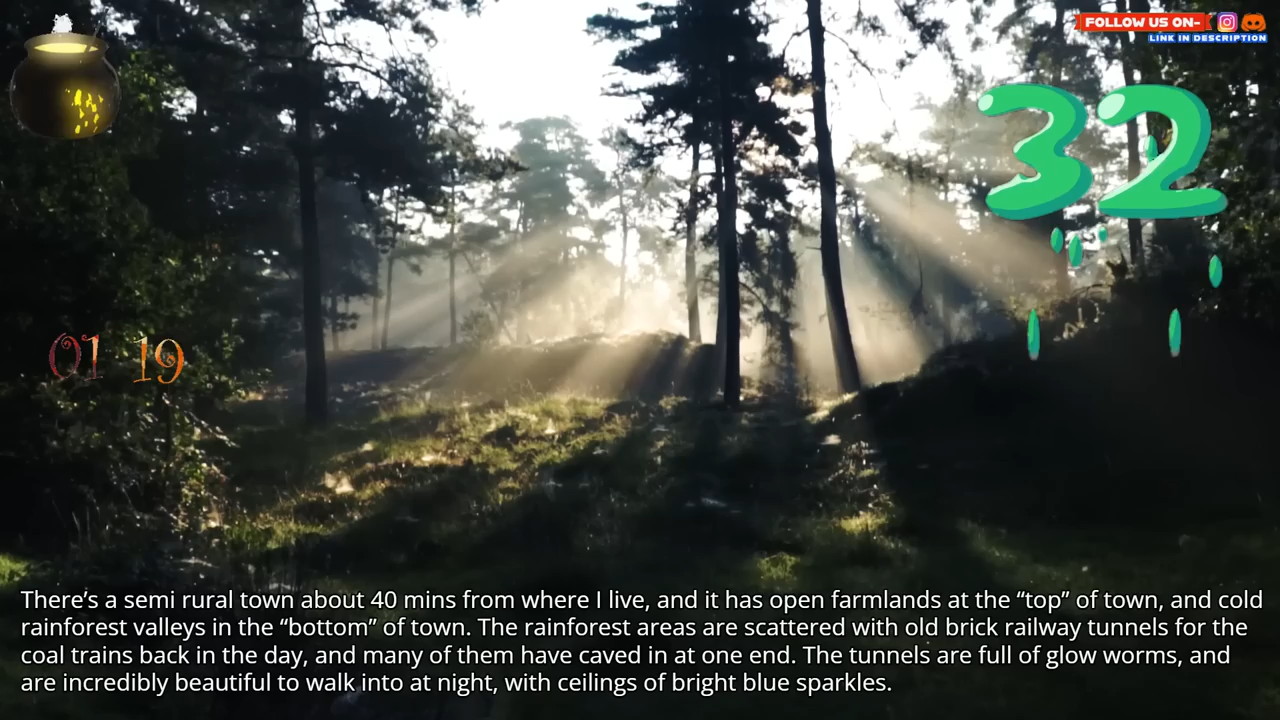 FOLLOW US ON-
LINK IN DESCRIPTION
32
01 19
There’s a semi rural town about 40 mins from where I live, and it has open farmlands at the “top” of town, and cold
rainforest valleys in the “bottom” of town. The rainforest areas are scattered with old brick railway tunnels for the
coal trains back in the day, and many of them have caved in at one end. The tunnels are full of glow worms, and
are incredibly beautiful to walk into at night, with ceilings of bright blue sparkles.